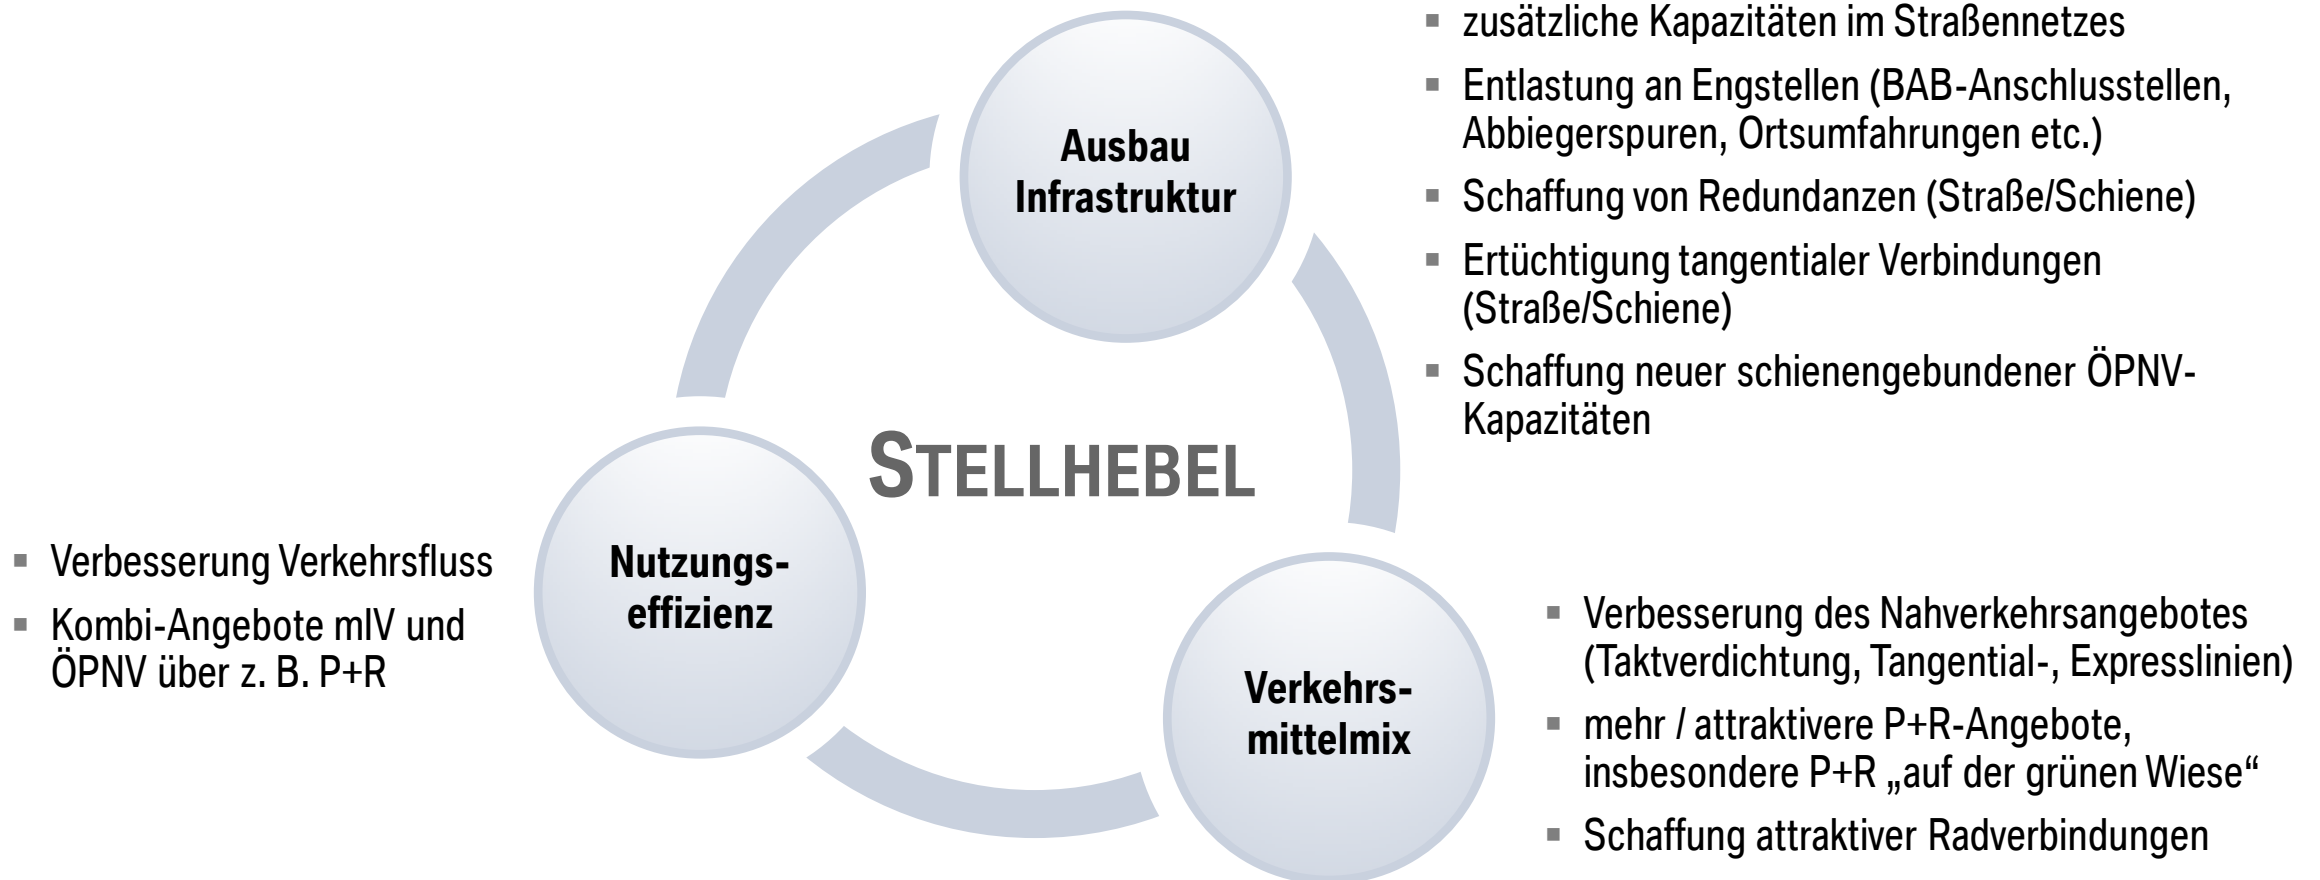 Ausbau
Infrastruktur
▪ zusätzliche Kapazitäten im Straßennetzes
▪ Entlastung an Engstellen (BAB-Anschlusstellen,
Abbiegerspuren, Ortsumfahrungen etc.)
▪ Schaffung von Redundanzen (Straße/Schiene)
▪ Ertüchtigung tangentialer Verbindungen
(Straße/Schiene)
▪ Schaffung neuer schienengebundener ÖPNV-
Kapazitäten
STELLHEBEL
Nutzungs-
effizienz
▪ Verbesserung Verkehrsfluss
▪ Kombi-Angebote mIV und
ÖPNV über z. B. P+R
Verkehrs-
mittelmix
▪ Verbesserung des Nahverkehrsangebotes
(Taktverdichtung, Tangential-, Expresslinien)
▪ mehr / attraktivere P+R-Angebote,
insbesondere P+R „auf der grünen Wiese“
▪ Schaffung attraktiver Radverbindungen